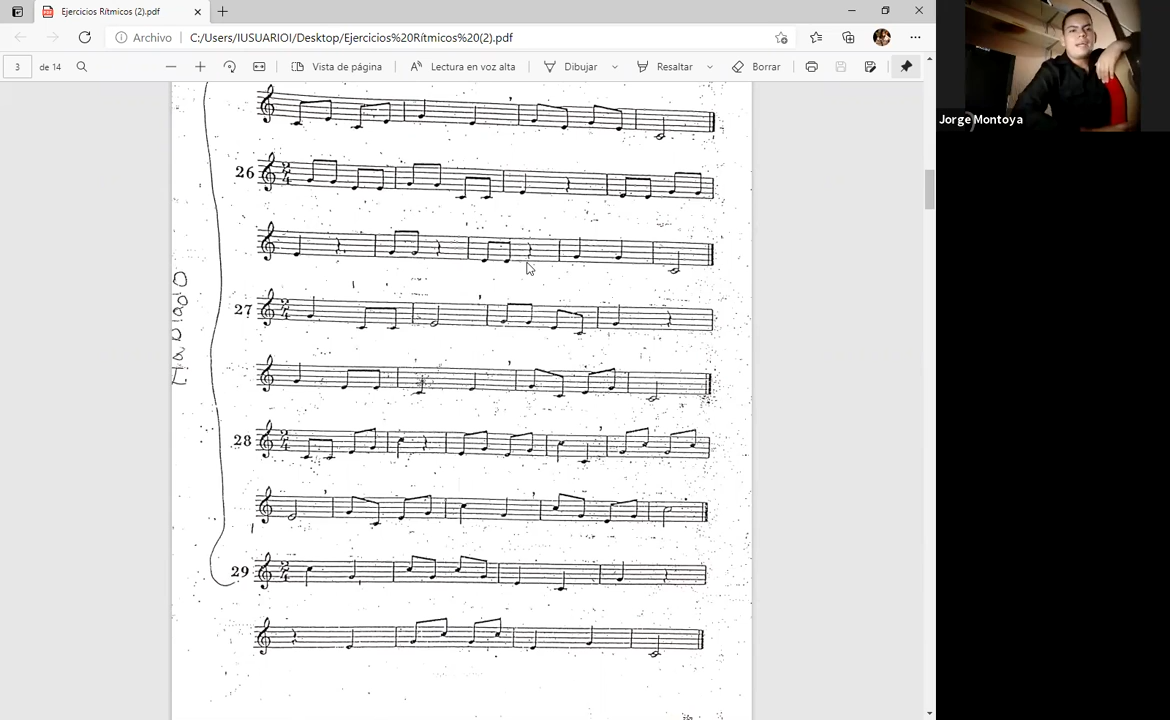 Ejercicios Rítmicos (2).pdf
Archivo C:/Users/IUSUARIOI/Desktop/Ejercicios%20Rítmicos%20(2).pdf
3 de 14 Vista de página Lectura en voz alta Dibujar Resaltar Borrar
Jorge Montoya
26
27
Hablado
28
29